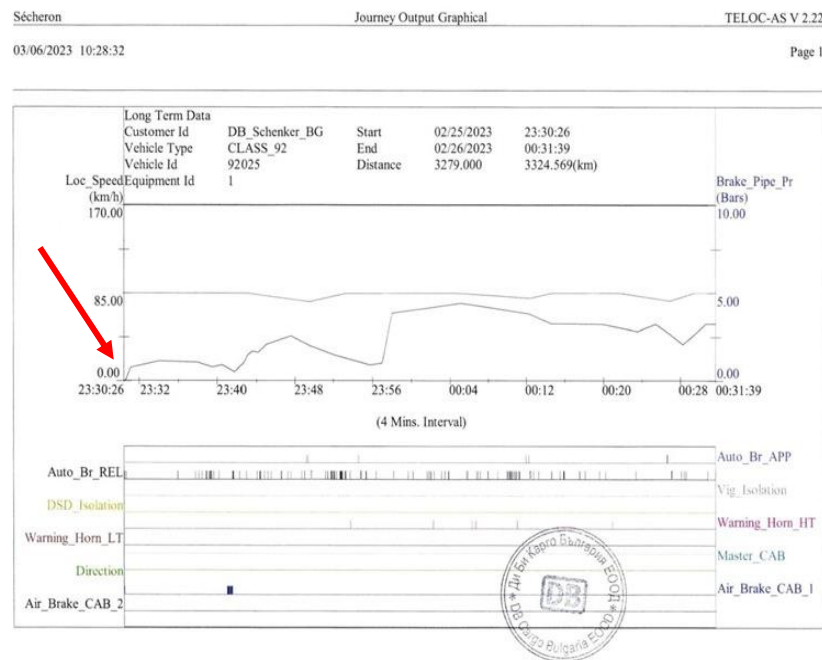 Sécheron Journey Output Graphical TELOC-AS V 2.22
03/06/2023 10:28:32 Page 1
Long Term Data
Customer Id DB_Schenker_BG Start 02/25/2023 23:30:26
Vehicle Type CLASS_92 End 02/26/2023 00:31:39
Vehicle Id 92025 Distance 3279.000 3324.569(km)
Loc_Speed Equipment Id 1 Brake_Pipe_Pr
(km/h) (Bars)
170.00 10.00
85.00 5.00
0.00 0.00
23:30:26 23:32 23:40 23:48 23:56 00:04 00:12 00:20 00:28 00:31:39
(4 Mins. Interval)
Auto_Br_APP
Auto_Br_REL
Vig_Isolation
DSD_Isolation
Warning_Horn_HT
Warning_Horn_LT
Master_CAB
Direction
Air_Brake_CAB_1
Air_Brake_CAB_2
Ди Би Карго България ЕООД
DB
DB Cargo Bulgaria EOOD